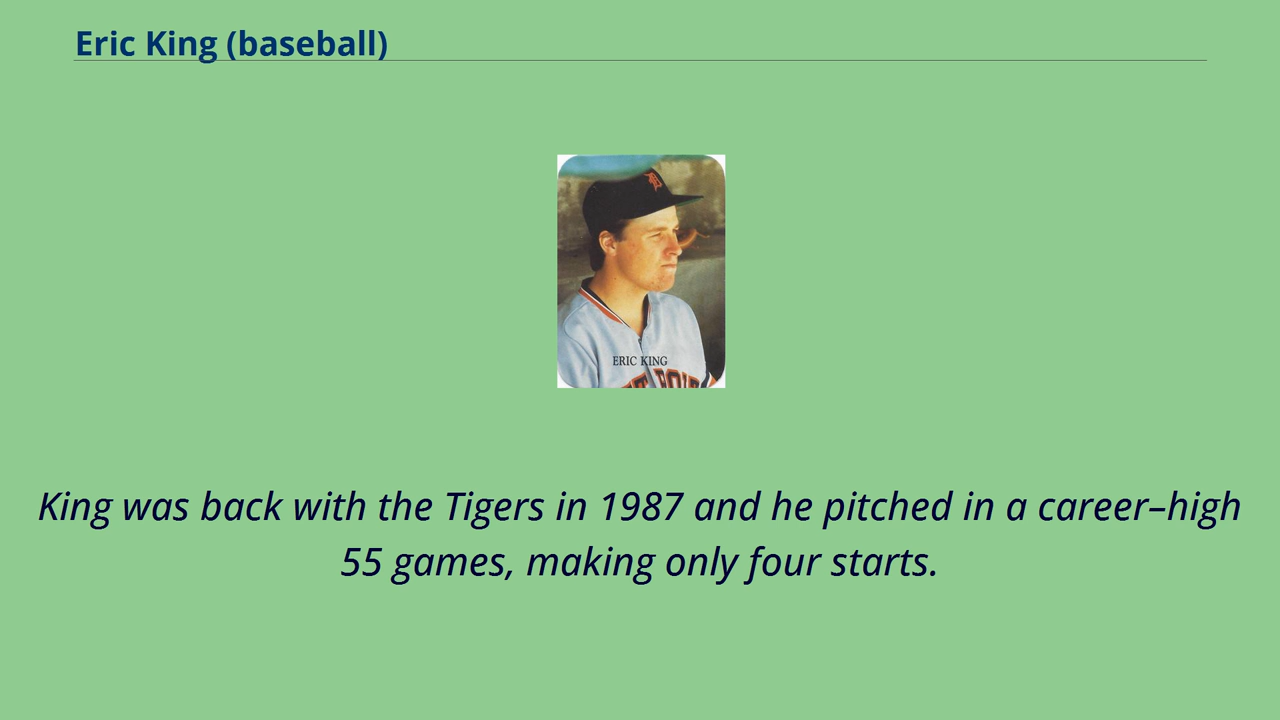 Eric King (baseball)
ERIC KING
King was back with the Tigers in 1987 and he pitched in a career–high
55 games, making only four starts.